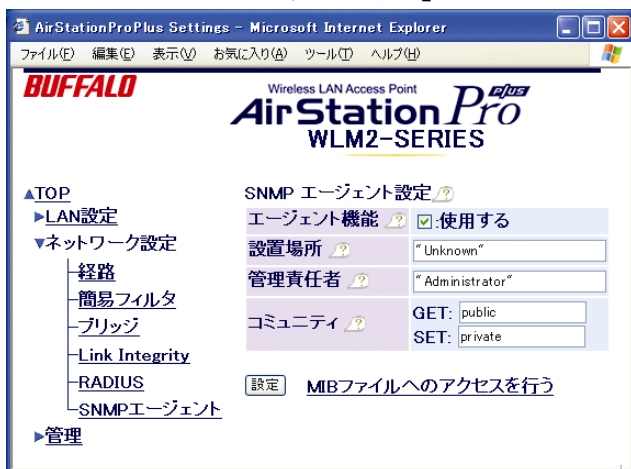 AirStationProPlus Settings - Microsoft Internet Explorer
ファイル(F) 編集(E) 表示(V) お気に入り(A) ツール(T) ヘルプ(H)
BUFFALO
Wireless LAN Access Point
AirStation Pro plus
WLM2-SERIES
▲TOP
▶LAN設定
▼ネットワーク設定
経路
簡易フィルタ
ブリッジ
Link Integrity
RADIUS
SNMPエージェント
▶管理
SNMP エージェント設定 ?
エージェント機能 ? :使用する
設置場所 ? "Unknown"
管理責任者 ? "Administrator"
コミュニティ ? GET: public
SET: private
設定 MIBファイルへのアクセスを行う